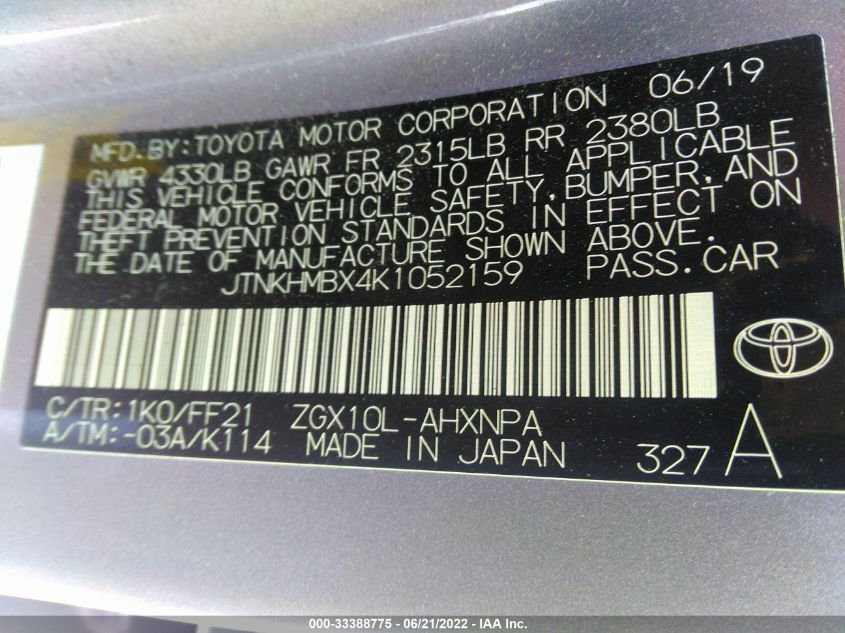 MFD. BY: TOYOTA MOTOR CORPORATION 06/19
GVWR 4330LB GAWR FR 2315LB RR 2380LB
THIS VEHICLE CONFORMS TO ALL APPLICABLE
FEDERAL MOTOR VEHICLE SAFETY, BUMPER, AND
THEFT PREVENTION STANDARDS IN EFFECT ON
THE DATE OF MANUFACTURE SHOWN ABOVE.
JTNKHMBX4K1052159 PASS. CAR
C/TR: 1K0/FF21 ZGX10L-AHXNPA
A/TM: -03A/K114 MADE IN JAPAN 327 A
000-33388775 - 06/21/2022 - IAA Inc.